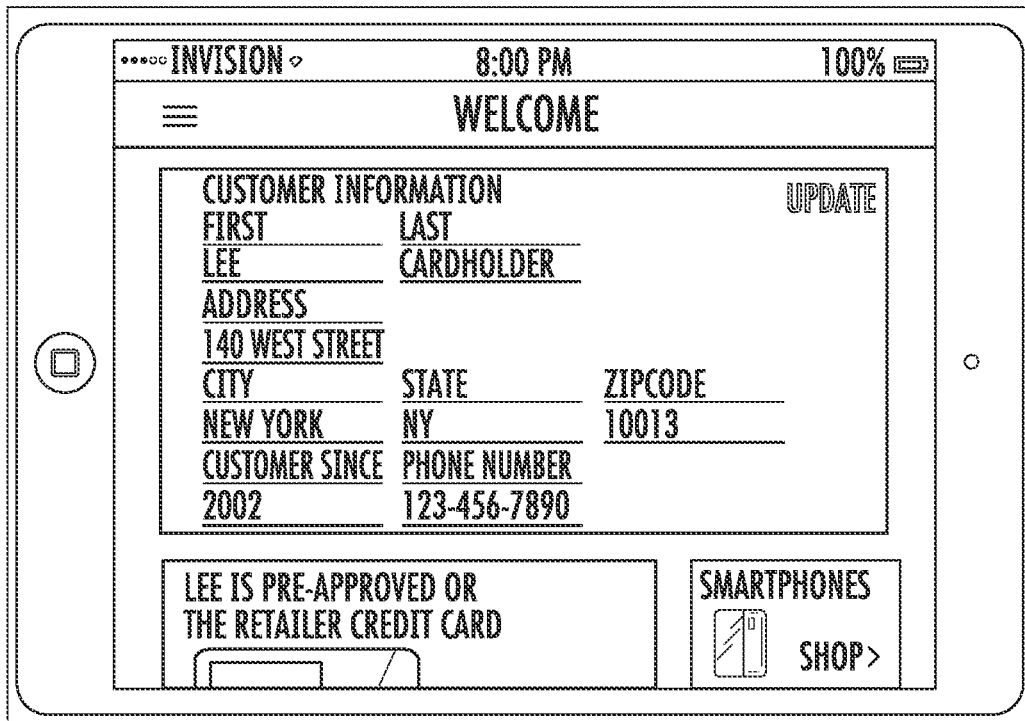 INVISION 8:00 PM 100%
WELCOME
CUSTOMER INFORMATION UPDATE
FIRST LAST
LEE CARDHOLDER
ADDRESS
140 WEST STREET
CITY STATE ZIPCODE
NEW YORK NY 10013
CUSTOMER SINCE PHONE NUMBER
2002 123-456-7890
LEE IS PRE-APPROVED OR
THE RETAILER CREDIT CARD
SMARTPHONES
SHOP>